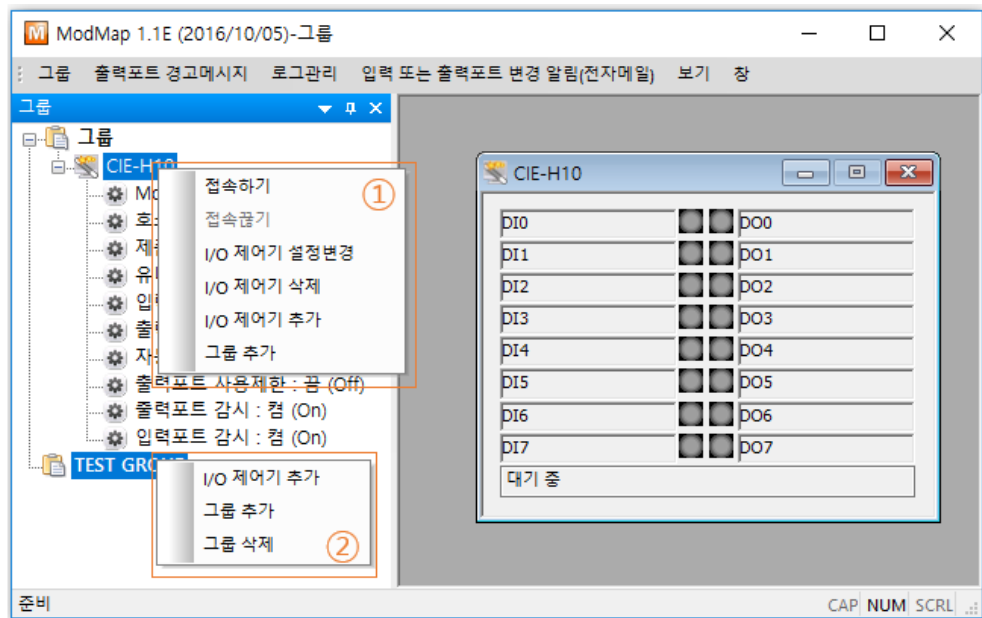 ModMap 1.1E (2016/10/05)-그룹
그룹 출력포트 경고메시지 로그관리 입력 또는 출력포트 변경 알림(전자메일) 보기 창
그룹
그룹
CIE-H10
접속하기
①
접속끊기
I/O 제어기 설정변경
I/O 제어기 삭제
I/O 제어기 추가
그룹 추가
출력포트 사용제한 : 끔 (Off)
출력포트 감시 : 켬 (On)
입력포트 감시 : 켬 (On)
TEST GROUP
I/O 제어기 추가
그룹 추가
그룹 삭제
②
CIE-H10
DI0 DO0
DI1 DO1
DI2 DO2
DI3 DO3
DI4 DO4
DI5 DO5
DI6 DO6
DI7 DO7
대기 중
준비
CAP NUM SCRL